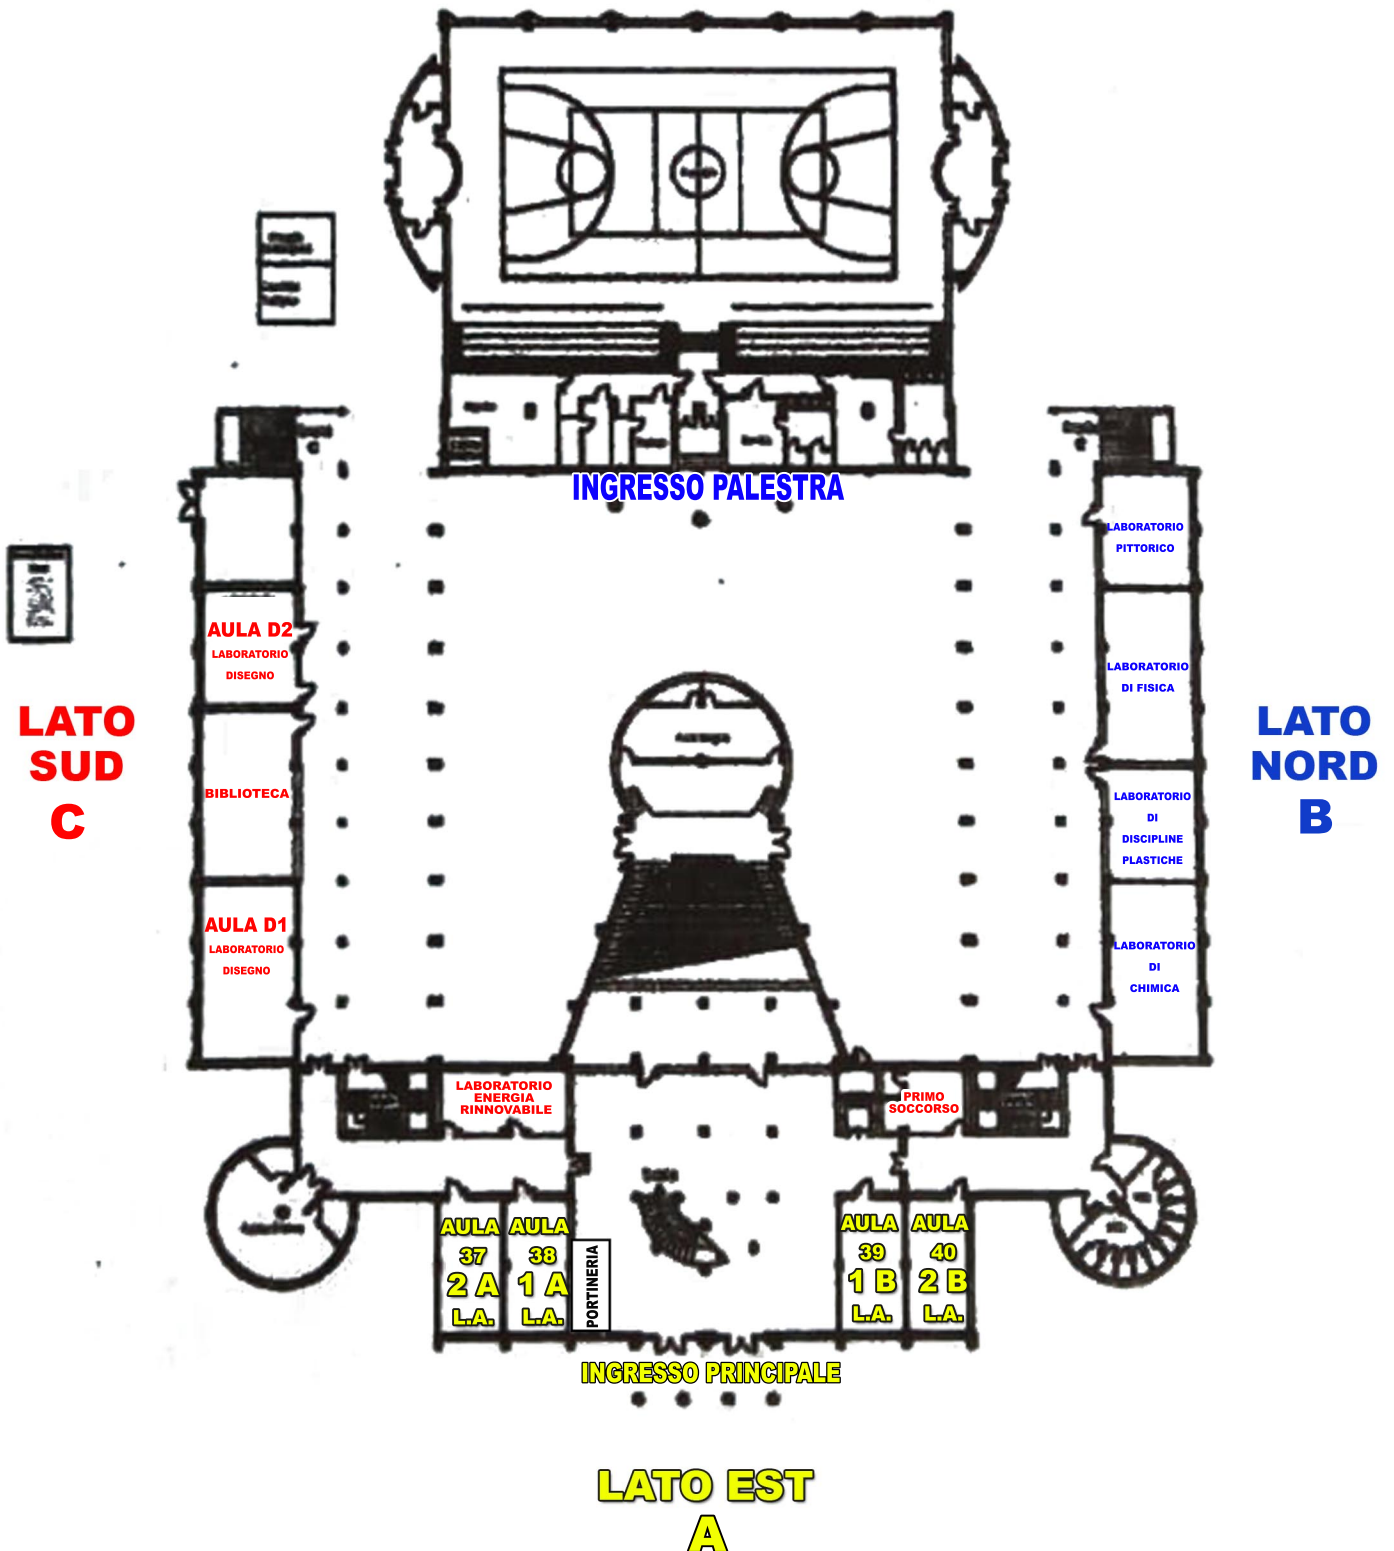 INGRESSO PALESTRA
LABORATORIO
PITTORICO
AULA D2
LABORATORIO
DISEGNO
LABORATORIO
DI FISICA
LATO
SUD
C
LATO
NORD
B
BIBLIOTECA
LABORATORIO
DI
DISCIPLINE
PLASTICHE
AULA D1
LABORATORIO
DISEGNO
LABORATORIO
DI
CHIMICA
LABORATORIO
ENERGIA
RINNOVABILE
PRIMO
SOCCORSO
AULA
37
2 A
L.A.
AULA
38
1 A
L.A.
PORTINERIA
AULA
39
1 B
L.A.
AULA
40
2 B
L.A.
INGRESSO PRINCIPALE
LATO EST
A